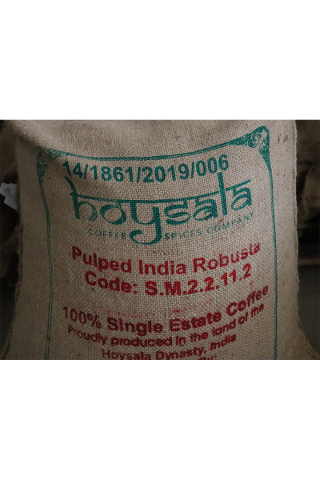 14/1861/2019/006
hoysala
COFFEE SPICES COMPANY
Pulped India Robusta
Code: S.M.2.2.11.2
100% Single Estate Coffee
Proudly produced in the land of the
Hoysala Dynasty, India